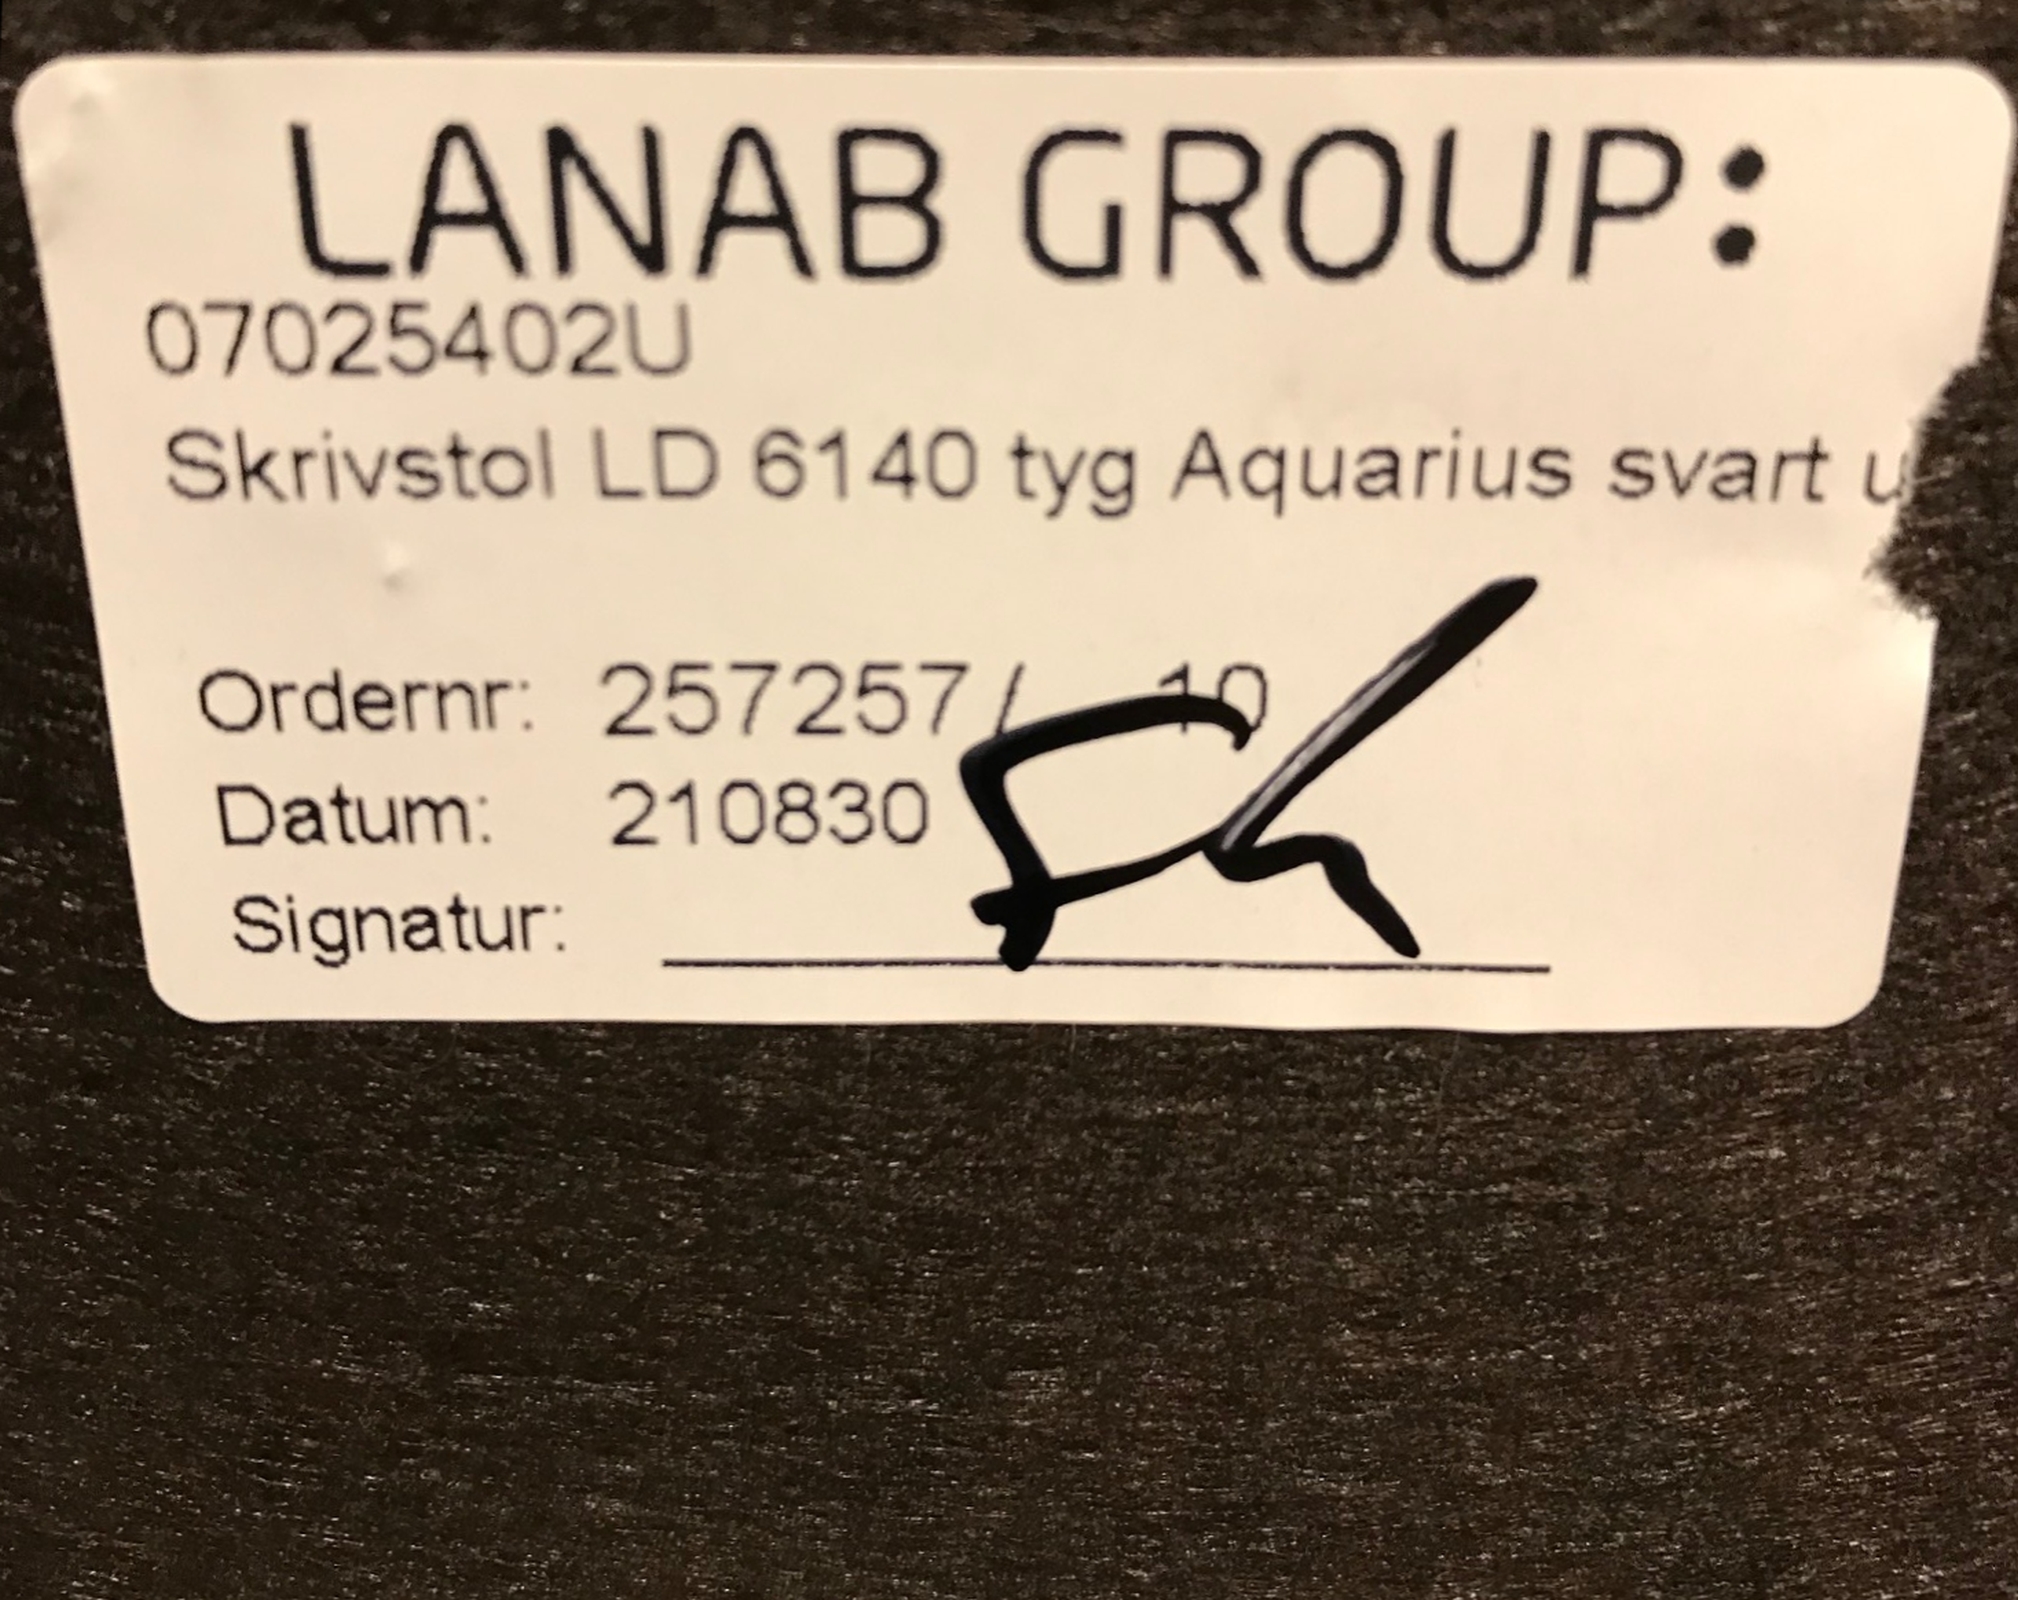 LANAB GROUP:
07025402U
Skrivstol LD 6140 tyg Aquarius svart
Ordernr: 257257/ 10
Datum: 210830
Signatur: